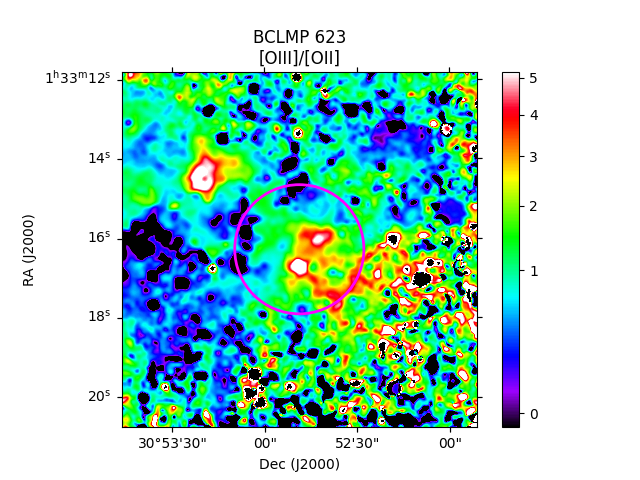 BCLMP 623
[OIII]/[OII]
1ʰ33ᵐ12ˢ
14ˢ
16ˢ
18ˢ
20ˢ
RA (J2000)
30°53'30" 00" 52'30" 00"
Dec (J2000)
5
4
3
2
1
0